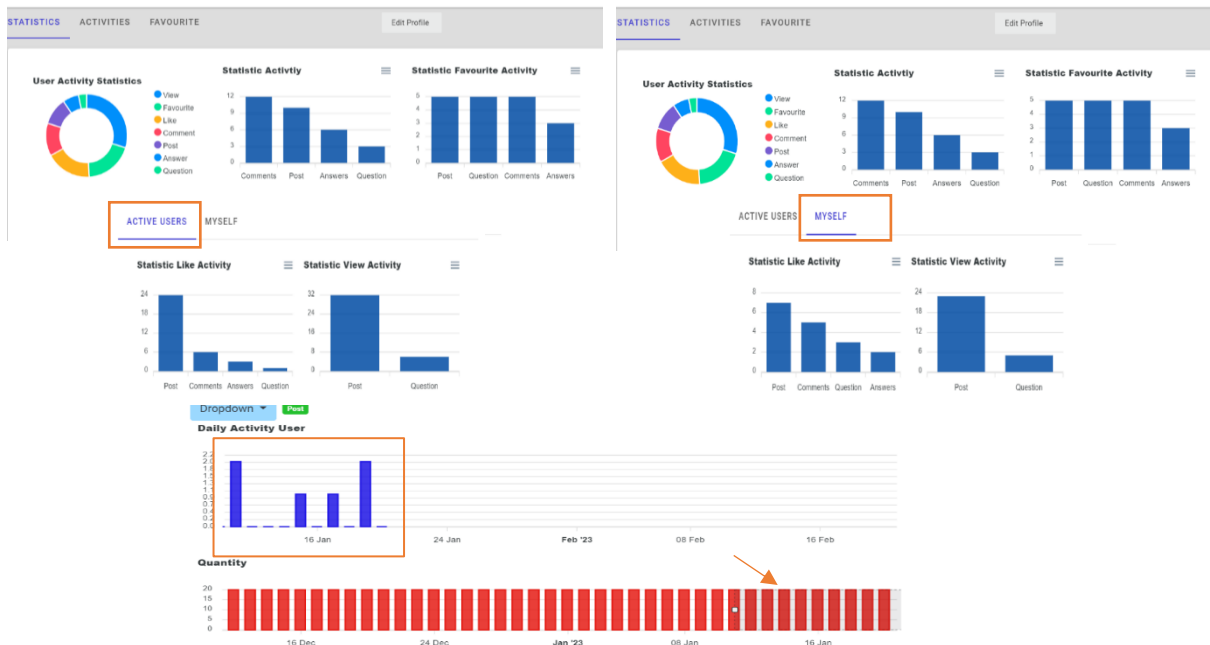 STATISTICS ACTIVITIES FAVOURITE Edit Profile
User Activity Statistics
View
Favourite
Like
Comment
Post
Answer
Question
Statistic Activtiy
12
9
6
3
0
Comments Post Answers Question
Statistic Favourite Activity
5
4
3
2
1
0
Post Question Comments Answers
ACTIVE USERS MYSELF
Statistic Like Activity
24
18
12
6
0
Post Comments Answers Question
Statistic View Activity
32
24
16
8
0
Post Question
STATISTICS ACTIVITIES FAVOURITE Edit Profile
User Activity Statistics
View
Favourite
Like
Comment
Post
Answer
Question
Statistic Activtiy
12
9
6
3
0
Comments Post Answers Question
Statistic Favourite Activity
5
4
3
2
1
0
Post Question Comments Answers
ACTIVE USERS MYSELF
Statistic Like Activity
8
6
4
2
0
Post Comments Question Answers
Statistic View Activity
24
18
12
6
0
Post Question
Dropdown Post
Daily Activity User
16 Jan 24 Jan Feb '23 08 Feb 16 Feb
Quantity
20
15
10
5
0
16 Dec 24 Dec Jan '23 08 Jan 16 Jan